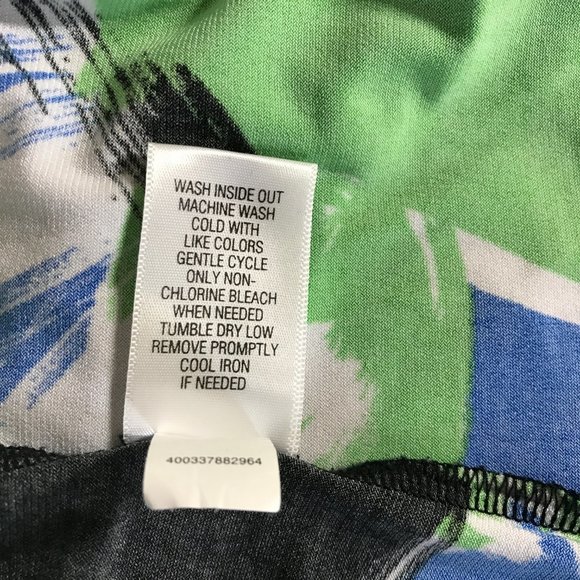 WASH INSIDE OUT
MACHINE WASH
COLD WITH
LIKE COLORS
GENTLE CYCLE
ONLY NON-
CHLORINE BLEACH
WHEN NEEDED
TUMBLE DRY LOW
REMOVE PROMPTLY
COOL IRON
IF NEEDED
400337882964